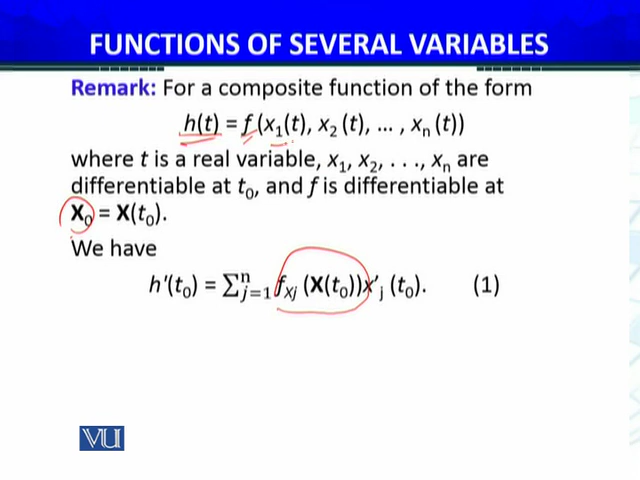 FUNCTIONS OF SEVERAL VARIABLES
Remark: For a composite function of the form
h(t) = f(x₁(t), x₂ (t), ... , xₙ (t))
where t is a real variable, x₁, x₂, . . ., xₙ are
differentiable at t₀, and f is differentiable at
X₀ = X(t₀).
We have
h'(t₀) = ∑ⁿⱼ₌₁ f_xj (X(t₀))x'ⱼ (t₀). (1)
VU